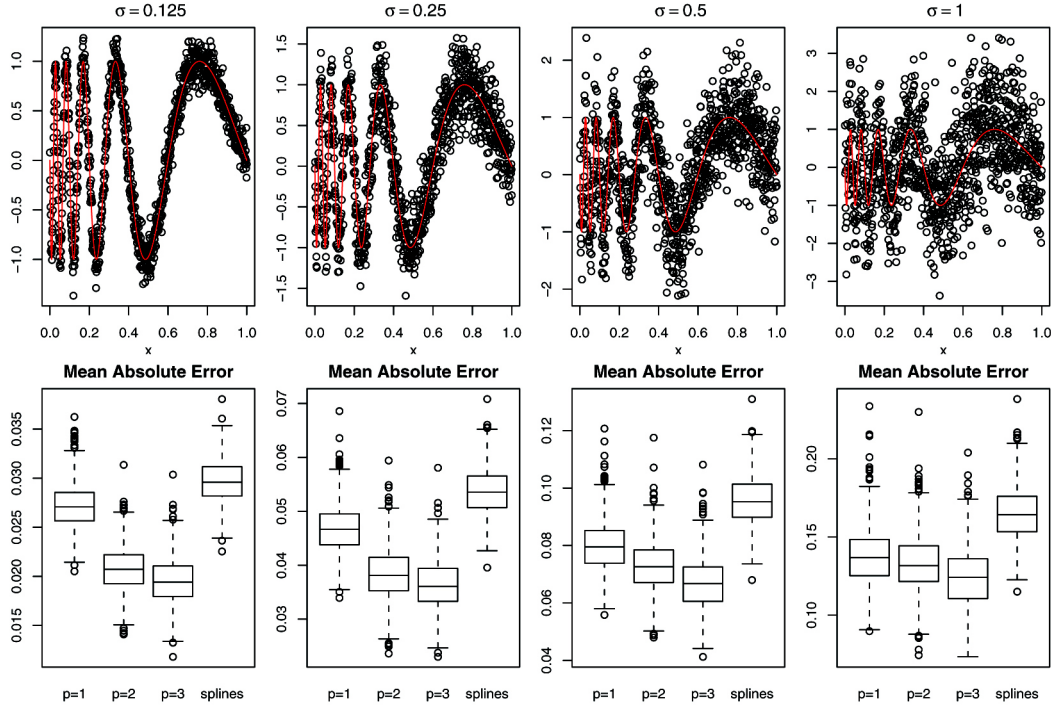 σ = 0.125
σ = 0.25
σ = 0.5
σ = 1
1.0
0.5
0.0
−0.5
−1.0
0.0 0.2 0.4 0.6 0.8 1.0
x
1.5
1.0
0.5
0.0
−0.5
−1.0
−1.5
0.0 0.2 0.4 0.6 0.8 1.0
x
2
1
0
−1
−2
0.0 0.2 0.4 0.6 0.8 1.0
x
3
2
1
0
−1
−2
−3
0.0 0.2 0.4 0.6 0.8 1.0
x
Mean Absolute Error
0.035
0.030
0.025
0.020
0.015
p=1 p=2 p=3 splines
Mean Absolute Error
0.07
0.06
0.05
0.04
0.03
p=1 p=2 p=3 splines
Mean Absolute Error
0.12
0.10
0.08
0.06
0.04
p=1 p=2 p=3 splines
Mean Absolute Error
0.20
0.15
0.10
p=1 p=2 p=3 splines